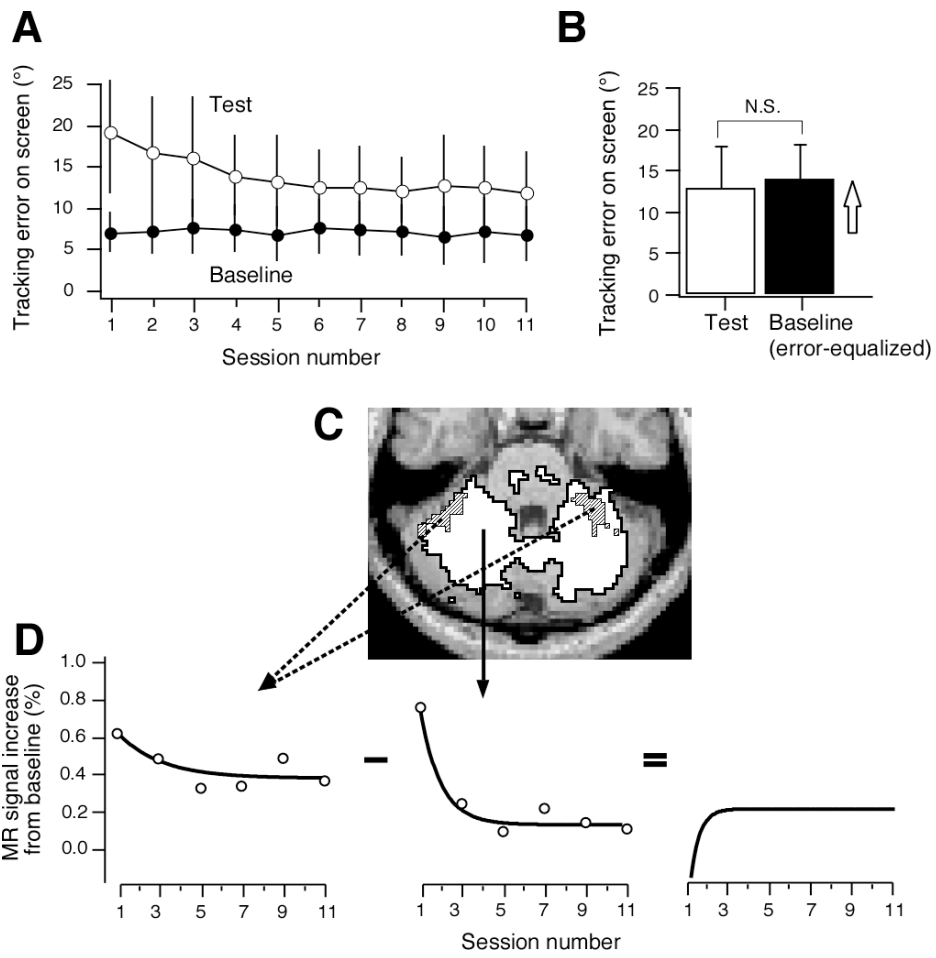 A
Tracking error on screen (°)
25
20
15
10
5
0
Test
Baseline
1 2 3 4 5 6 7 8 9 10 11
Session number
B
Tracking error on screen (°)
25
20
15
10
5
0
N.S.
Test
Baseline
(error-equalized)
C
D
MR signal increase
from baseline (%)
1.0
0.8
0.6
0.4
0.2
0.0
1 3 5 7 9 11
1 3 5 7 9 11
1 3 5 7 9 11
Session number